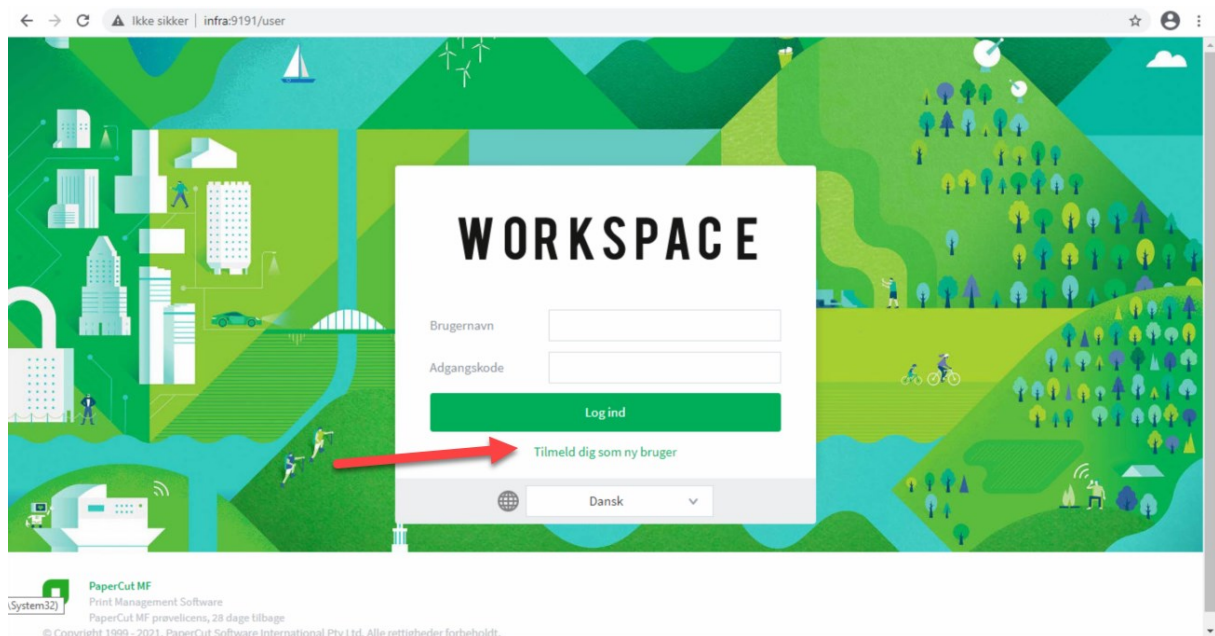 Ikke sikker | infra:9191/user
WORKSPACE
Brugernavn
Adgangskode
Log ind
Tilmeld dig som ny bruger
Dansk
PaperCut MF
\System32)
Print Management Software
PaperCut MF prøvelicens, 28 dage tilbage
© Copyright 1999 - 2021. PaperCut Software International Pty Ltd. Alle rettigheder forbeholdt.